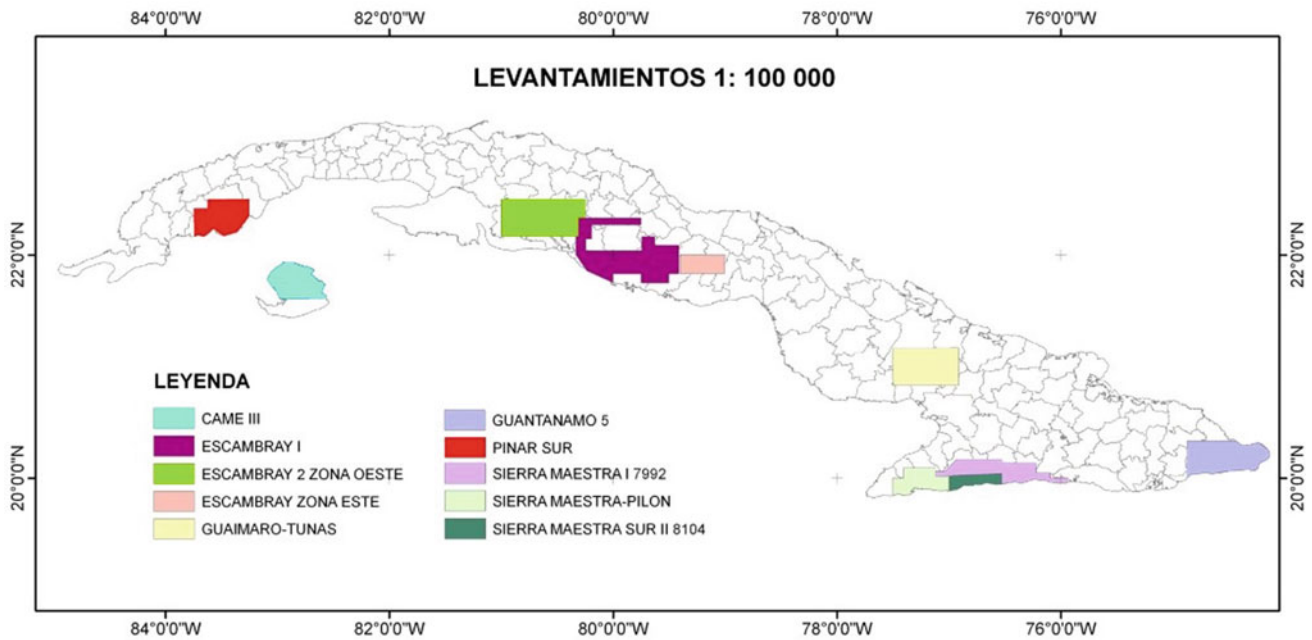 84°0'0"W 82°0'0"W 80°0'0"W 78°0'0"W 76°0'0"W
LEVANTAMIENTOS 1: 100 000
22°0'0"N 22°0'0"N
LEYENDA
CAME III
ESCAMBRAY I
ESCAMBRAY 2 ZONA OESTE
ESCAMBRAY ZONA ESTE
GUAIMARO-TUNAS
GUANTANAMO 5
PINAR SUR
SIERRA MAESTRA I 7992
SIERRA MAESTRA-PILON
SIERRA MAESTRA SUR II 8104
20°0'0"N 20°0'0"N
84°0'0"W 82°0'0"W 80°0'0"W 78°0'0"W 76°0'0"W